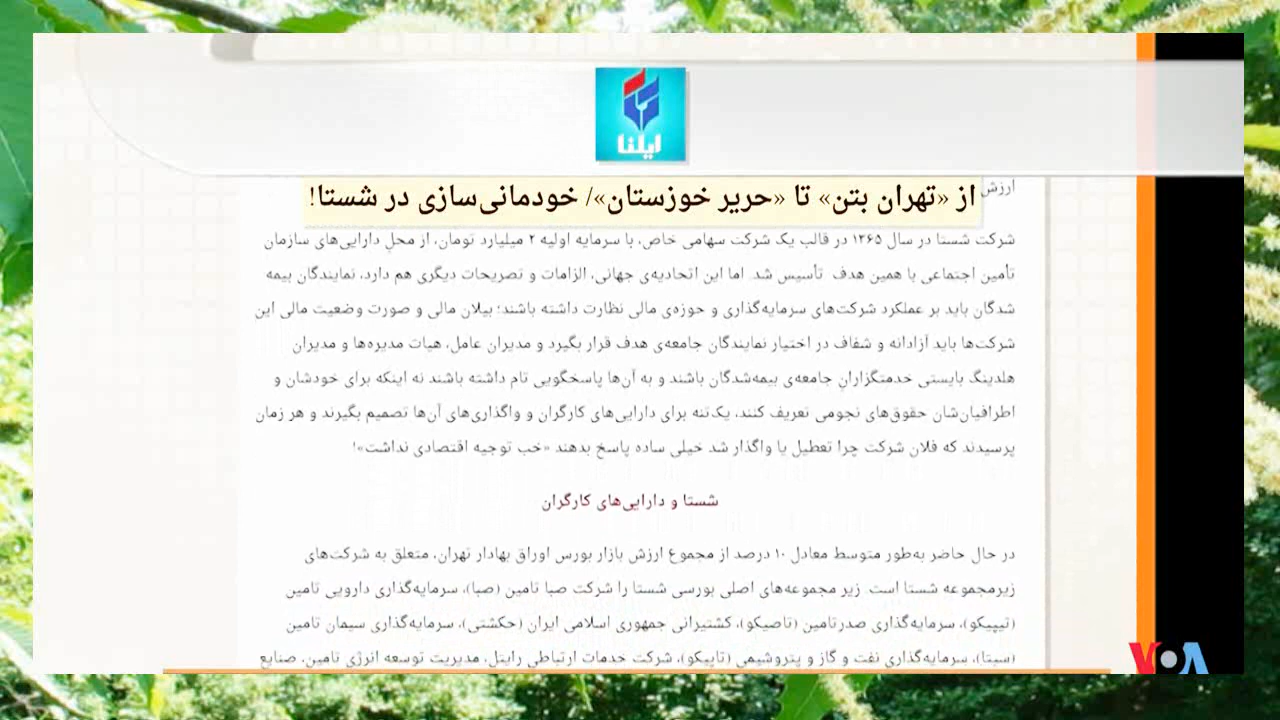 ایلنا
ارزش
از «تهران بتن» تا «حریر خوزستان»/ خودمانی‌سازی در شستا!
شرکت شستا در سال ۱۳۶۵ در قالب یک شرکت سهامی خاص، با سرمایه اولیه ۲ میلیارد تومان، از محلِ دارایی‌های سازمان
تأمین اجتماعی با همین هدف تأسیس شد. اما این اتحادیه‌ی جهانی، الزامات و تصریحات دیگری هم دارد، نمایندگان بیمه
شدگان باید بر عملکرد شرکت‌های سرمایه‌گذاری و حوزه‌ی مالی نظارت داشته باشند؛ بیلان مالی و صورت وضعیت مالی این
شرکت‌ها باید آزادانه و شفاف در اختیار نمایندگان جامعه‌ی هدف قرار بگیرد و مدیران عامل، هیات مدیره‌ها و مدیران
هلدینگ بایستی خدمتگزارانِ جامعه‌ی بیمه‌شدگان باشند و به آن‌ها پاسخگویی تام داشته باشند نه اینکه برای خودشان و
اطرافیان‌شان حقوق‌های نجومی تعریف کنند، یک‌تنه برای دارایی‌های کارگران و واگذاری‌های آن‌ها تصمیم بگیرند و هر زمان
پرسیدند که فلان شرکت چرا تعطیل یا واگذار شد خیلی ساده پاسخ بدهند «خب توجیه اقتصادی نداشت»!
شستا و دارایی‌های کارگران
در حال حاضر به‌طور متوسط معادل ۱۰ درصد از مجموع ارزش بازار بورس اوراق بهادار تهران، متعلق به شرکت‌های
زیرمجموعه شستا است. زیر مجموعه‌های اصلی بورسی شستا را شرکت صبا تامین (صبا)، سرمایه‌گذاری دارویی تامین
(تیپیکو)، سرمایه‌گذاری صدرتامین (تاصیکو)، کشتیرانی جمهوری اسلامی ایران (حکشتی)، سرمایه‌گذاری سیمان تامین
(سیتا)، سرمایه‌گذاری نفت و گاز و پتروشیمی (تاپیکو)، شرکت خدمات ارتباطی رایتل، مدیریت توسعه انرژی تامین، صنایع
VOA